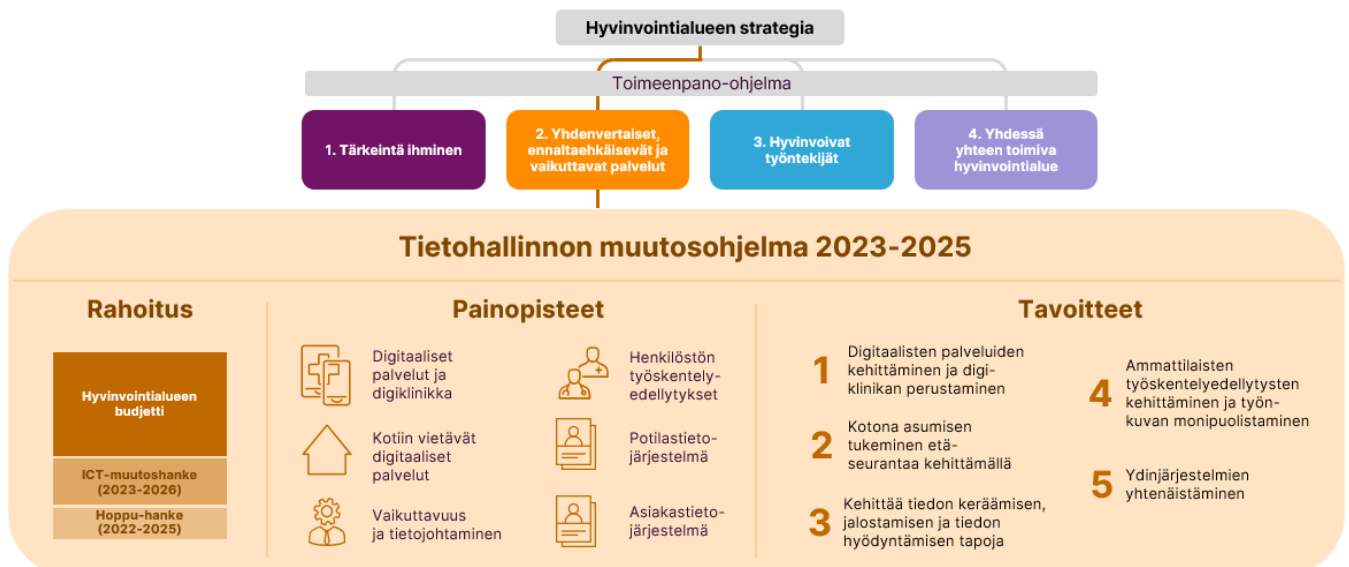 Hyvinvointialueen strategia
Toimeenpano-ohjelma
1. Tärkeintä ihminen
2. Yhdenvertaiset,
ennaltaehkäisevät ja
vaikuttavat palvelut
3. Hyvinvoivat
työntekijät
4. Yhdessä
yhteen toimiva
hyvinvointialue
Tietohallinnon muutosohjelma 2023-2025
Rahoitus
Hyvinvointialueen
budjetti
ICT-muutoshanke
(2023-2026)
Hoppu-hanke
(2022-2025)
Painopisteet
Digitaaliset
palvelut ja
digiklinikka
Kotiin vietävät
digitaaliset
palvelut
Vaikuttavuus
ja tietojohtaminen
Henkilöstön
työskentely-
edellytykset
Potilastieto-
järjestelmä
Asiakastieto-
järjestelmä
Tavoitteet
1
Digitaalisten palveluiden
kehittäminen ja digi-
klinikan perustaminen
2
Kotona asumisen
tukeminen etä-
seurantaa kehittämällä
3
Kehittää tiedon keräämisen,
jalostamisen ja tiedon
hyödyntämisen tapoja
4
Ammattilaisten
työskentelyedellytysten
kehittäminen ja työn-
kuvan monipuolistaminen
5
Ydinjärjestelmien
yhtenäistäminen